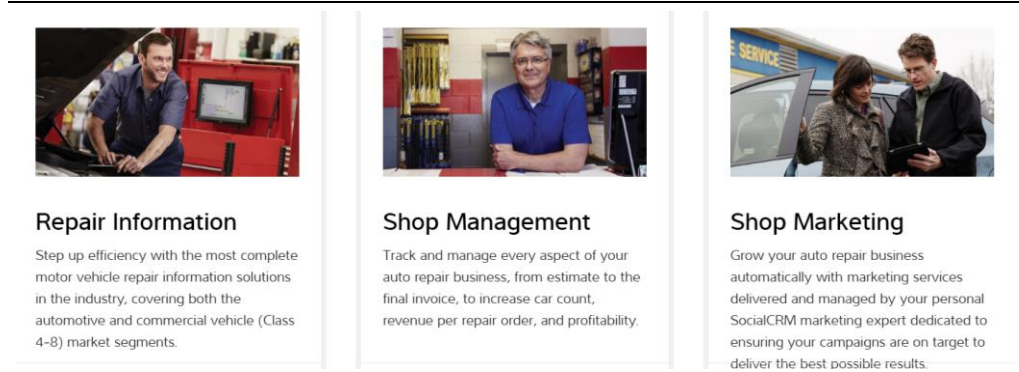 E SERVICE
Repair Information
Step up efficiency with the most complete
motor vehicle repair information solutions
in the industry, covering both the
automotive and commercial vehicle (Class
4-8) market segments.
Shop Management
Track and manage every aspect of your
auto repair business, from estimate to the
final invoice, to increase car count,
revenue per repair order, and profitability.
Shop Marketing
Grow your auto repair business
automatically with marketing services
delivered and managed by your personal
SocialCRM marketing expert dedicated to
ensuring your campaigns are on target to
deliver the best possible results.